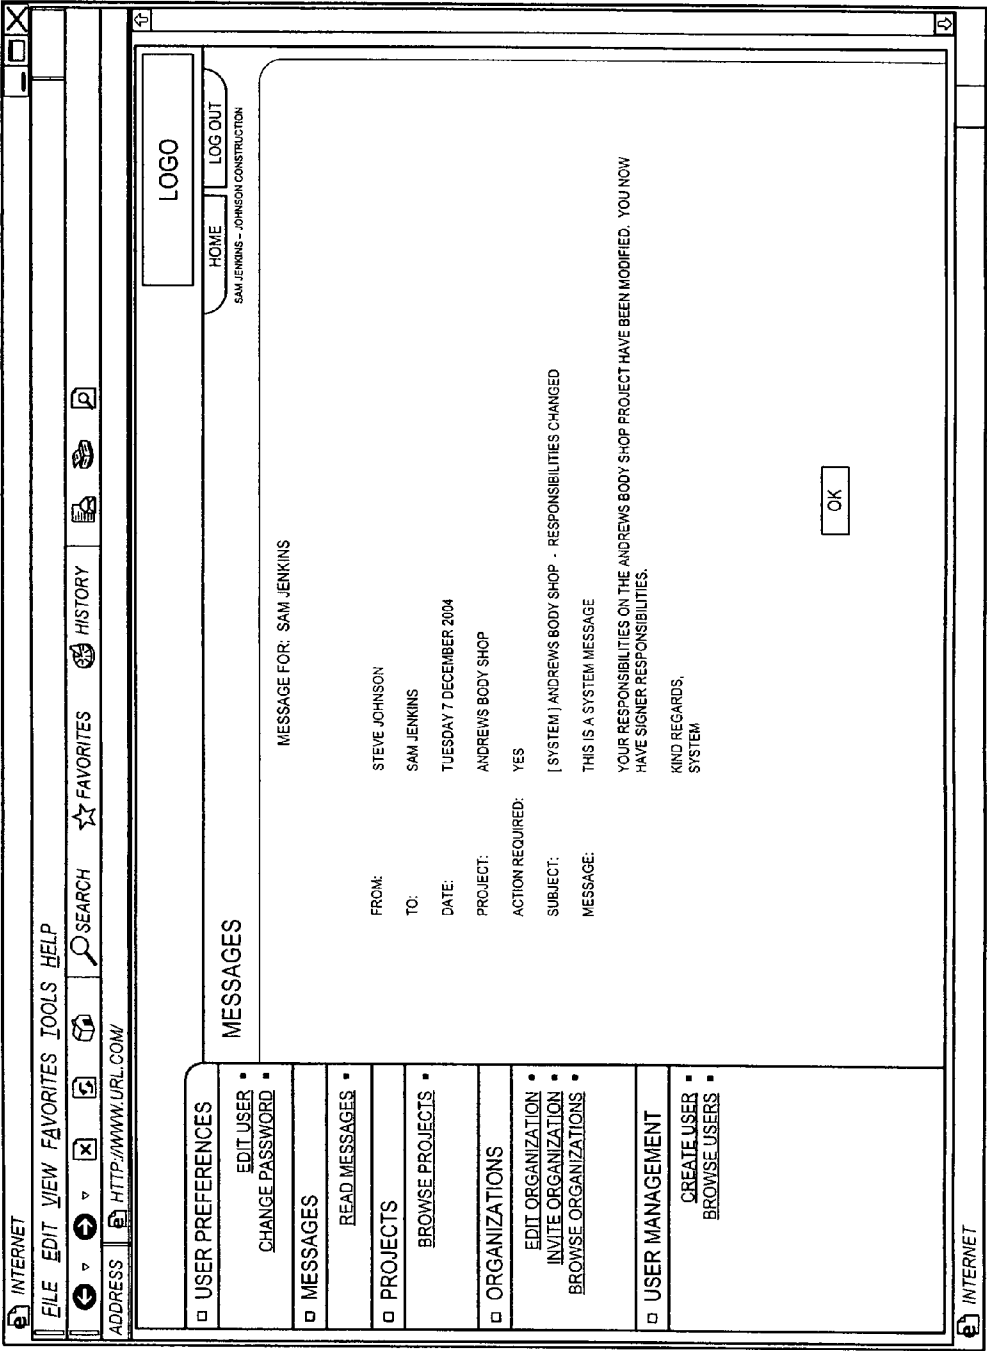 INTERNET
FILE EDIT VIEW FAVORITES TOOLS HELP
SEARCH FAVORITES HISTORY
ADDRESS HTTP://WWW.URL.COM/
LOGO
HOME LOG OUT
SAM JENKINS – JOHNSON CONSTRUCTION
USER PREFERENCES
EDIT USER
CHANGE PASSWORD
MESSAGES
READ MESSAGES
PROJECTS
BROWSE PROJECTS
ORGANIZATIONS
EDIT ORGANIZATION
INVITE ORGANIZATION
BROWSE ORGANIZATIONS
USER MANAGEMENT
CREATE USER
BROWSE USERS
MESSAGES
MESSAGE FOR: SAM JENKINS
FROM: STEVE JOHNSON
TO: SAM JENKINS
DATE: TUESDAY 7 DECEMBER 2004
PROJECT: ANDREWS BODY SHOP
ACTION REQUIRED: YES
SUBJECT: [ SYSTEM ] ANDREWS BODY SHOP - RESPONSIBILITIES CHANGED
MESSAGE: THIS IS A SYSTEM MESSAGE
YOUR RESPONSIBILITIES ON THE ANDREWS BODY SHOP PROJECT HAVE BEEN MODIFIED. YOU NOW
HAVE SIGNER RESPONSIBILITIES.
KIND REGARDS,
SYSTEM
OK
INTERNET